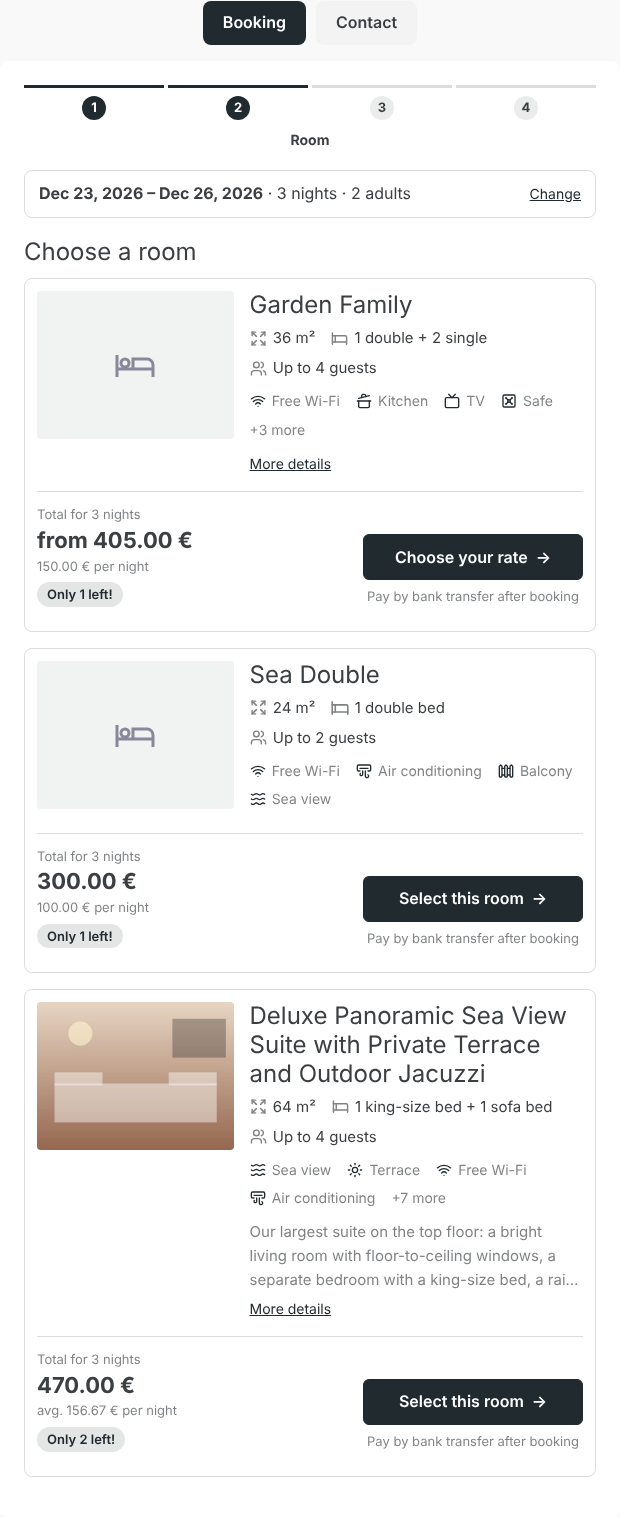 Booking
Contact
1
2
3
4
Room
Dec 23, 2026 – Dec 26, 2026 · 3 nights · 2 adults
Change
Choose a room
Garden Family
36 m² 1 double + 2 single
Up to 4 guests
Free Wi-Fi Kitchen TV Safe
+3 more
More details
Total for 3 nights
from 405.00 €
150.00 € per night
Only 1 left!
Choose your rate →
Pay by bank transfer after booking
Sea Double
24 m² 1 double bed
Up to 2 guests
Free Wi-Fi Air conditioning Balcony
Sea view
Total for 3 nights
300.00 €
100.00 € per night
Only 1 left!
Select this room →
Pay by bank transfer after booking
Deluxe Panoramic Sea View
Suite with Private Terrace
and Outdoor Jacuzzi
64 m² 1 king-size bed + 1 sofa bed
Up to 4 guests
Sea view Terrace Free Wi-Fi
Air conditioning +7 more
Our largest suite on the top floor: a bright
living room with floor-to-ceiling windows, a
separate bedroom with a king-size bed, a rai...
More details
Total for 3 nights
470.00 €
avg. 156.67 € per night
Only 2 left!
Select this room →
Pay by bank transfer after booking